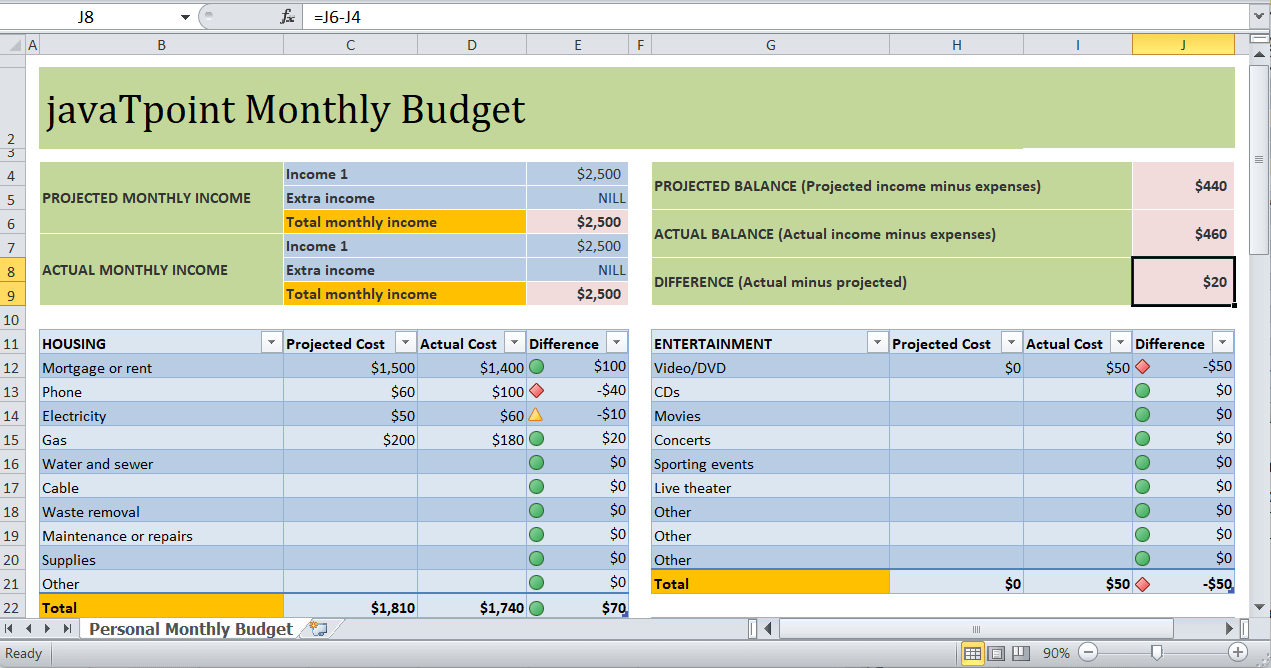 J8 fx =J6-J4
A B C D E F G H I J
2 javaTpoint Monthly Budget
3
4 Income 1 $2,500
PROJECTED BALANCE (Projected income minus expenses) $440
5 PROJECTED MONTHLY INCOME Extra income NILL
6 Total monthly income $2,500
ACTUAL BALANCE (Actual income minus expenses) $460
7 Income 1 $2,500
8 ACTUAL MONTHLY INCOME Extra income NILL
DIFFERENCE (Actual minus projected) $20
9 Total monthly income $2,500
10
11 HOUSING Projected Cost Actual Cost Difference ENTERTAINMENT Projected Cost Actual Cost Difference
12 Mortgage or rent $1,500 $1,400 $100 Video/DVD $0 $50 -$50
13 Phone $60 $100 -$40 CDs $0
14 Electricity $50 $60 -$10 Movies $0
15 Gas $200 $180 $20 Concerts $0
16 Water and sewer $0 Sporting events $0
17 Cable $0 Live theater $0
18 Waste removal $0 Other $0
19 Maintenance or repairs $0 Other $0
20 Supplies $0 Other $0
21 Other $0 Total $0 $50 -$50
22 Total $1,810 $1,740 $70
Personal Monthly Budget
Ready 90%